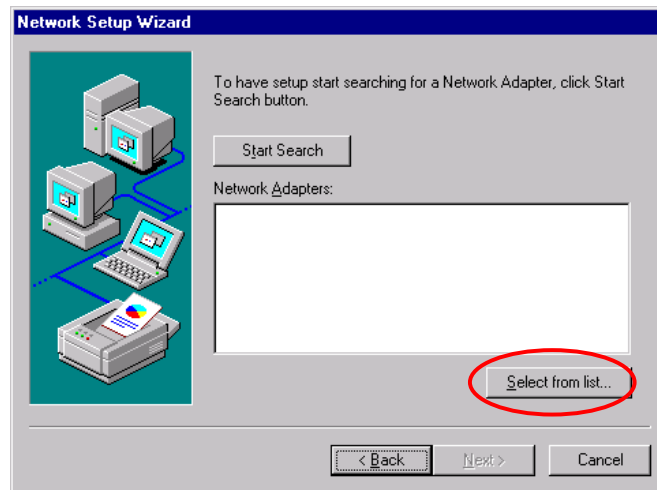 Network Setup Wizard
To have setup start searching for a Network Adapter, click Start
Search button.
Start Search
Network Adapters:
Select from list...
< Back Next > Cancel